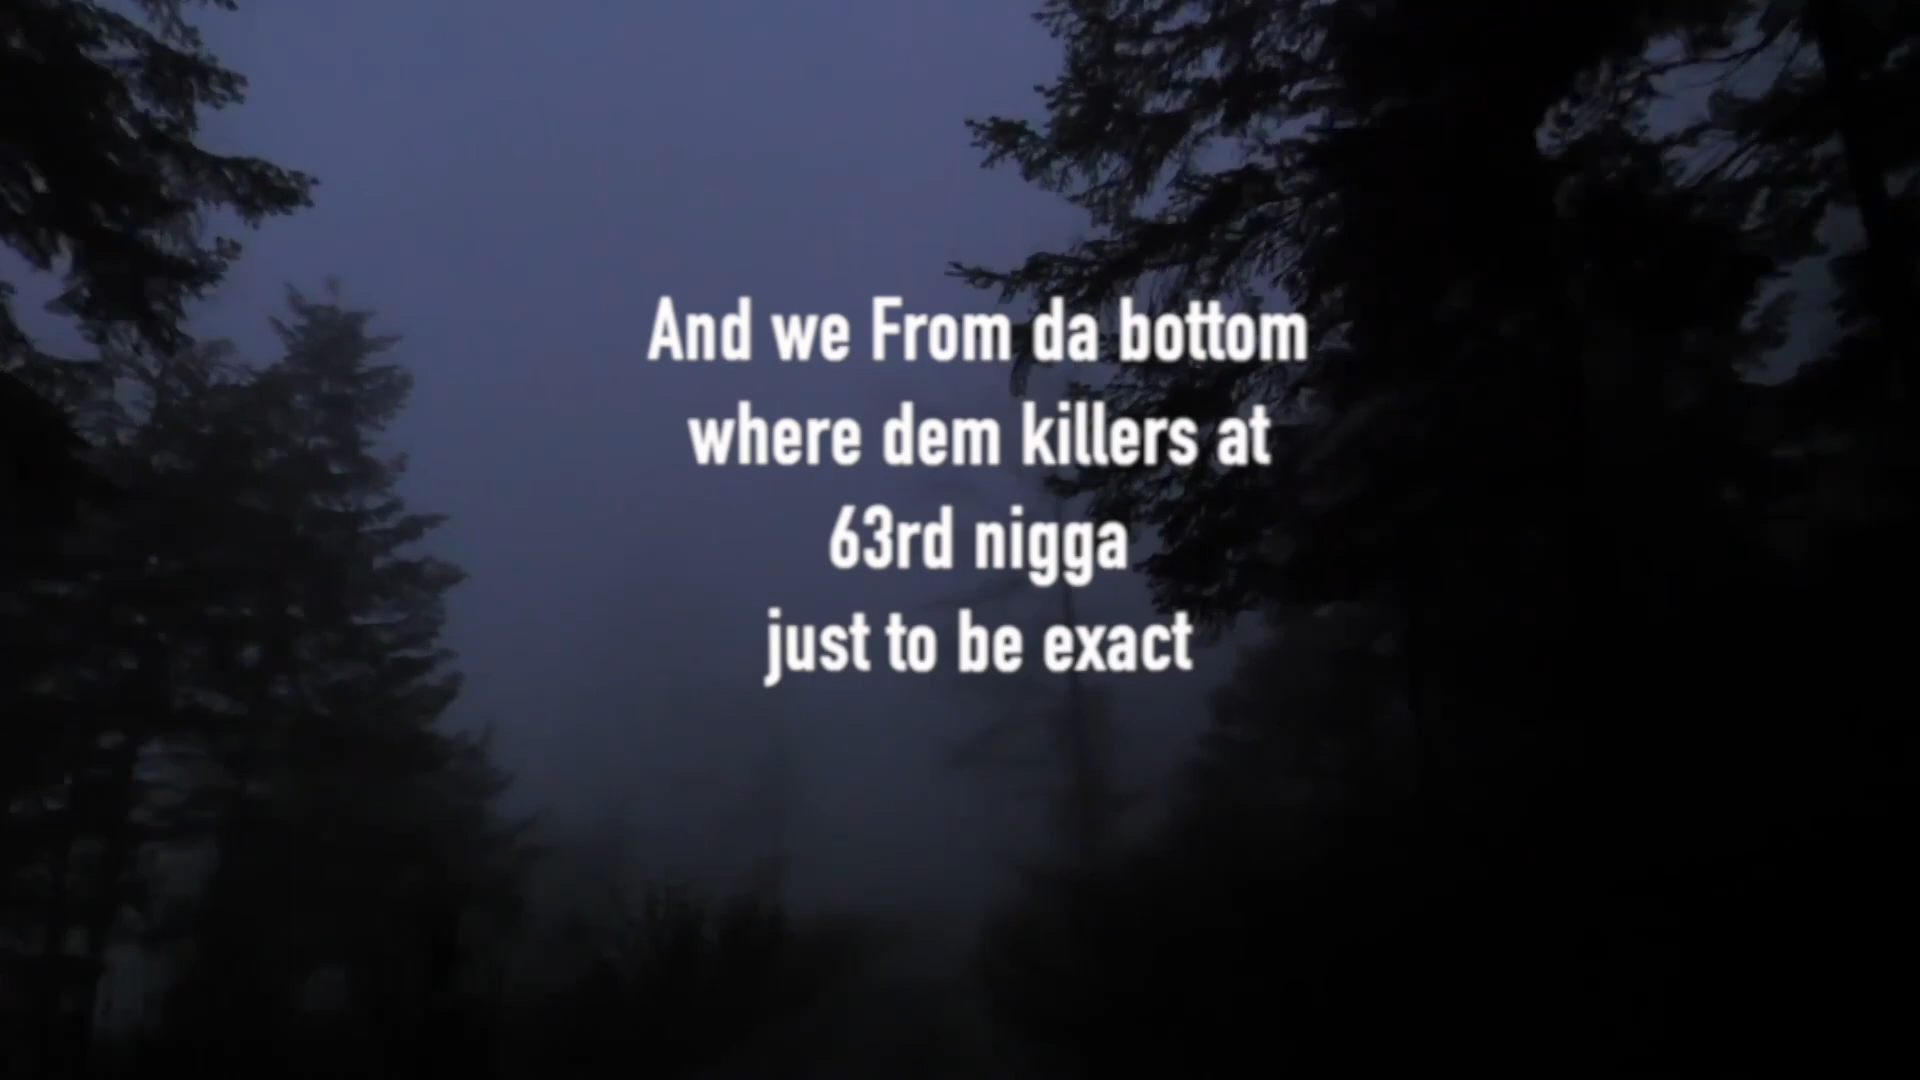 And we From da bottom
where dem killers at
63rd nigga
just to be exact